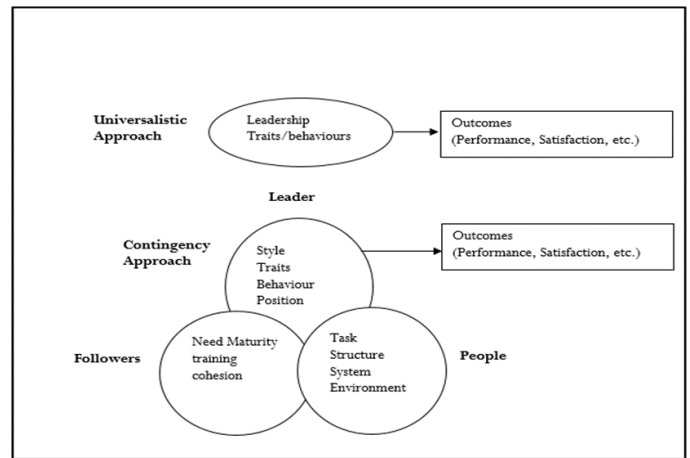 Universalistic
Approach
Leadership
Traits/behaviours
Outcomes
(Performance, Satisfaction, etc.)
Leader
Contingency
Approach
Style
Traits
Behaviour
Position
Outcomes
(Performance, Satisfaction, etc.)
Followers
Need Maturity
training
cohesion
Task
Structure
System
Environment
People